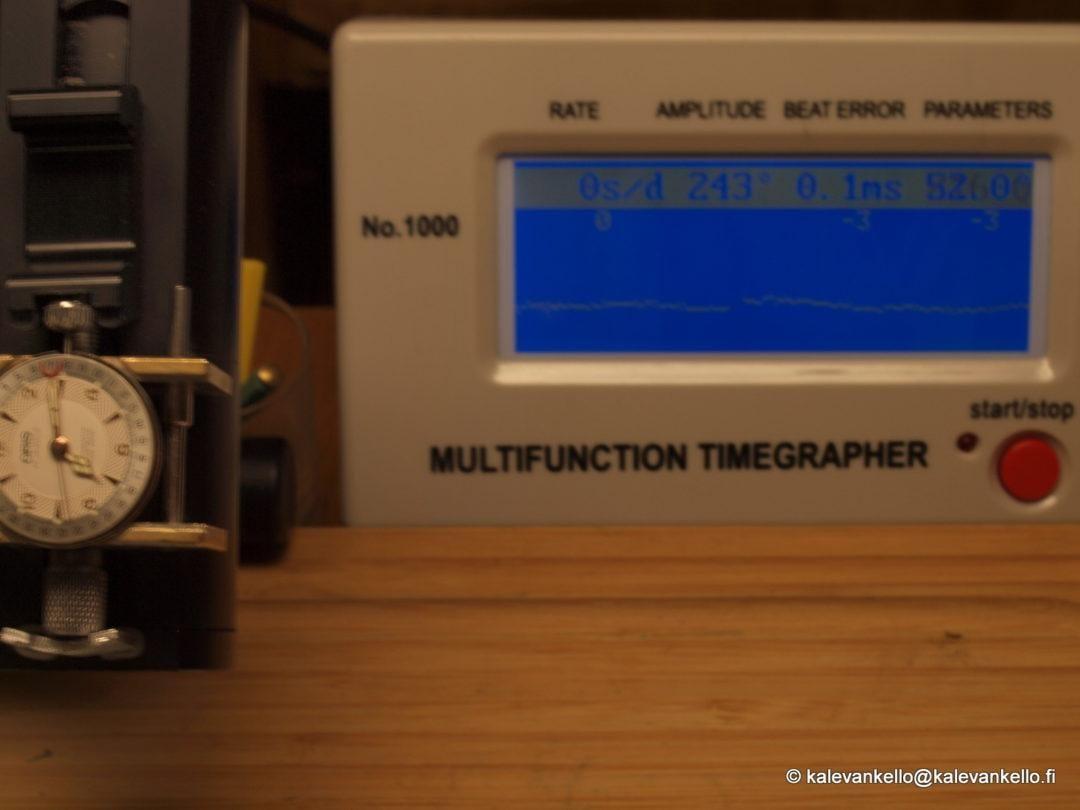 RATE AMPLITUDE BEAT ERROR PARAMETERS
0s/d 243° 0.1ms
0 -3 -3
No.1000
start/stop
MULTIFUNCTION TIMEGRAPHER
ORIS
© kalevankello@kalevankello.fi